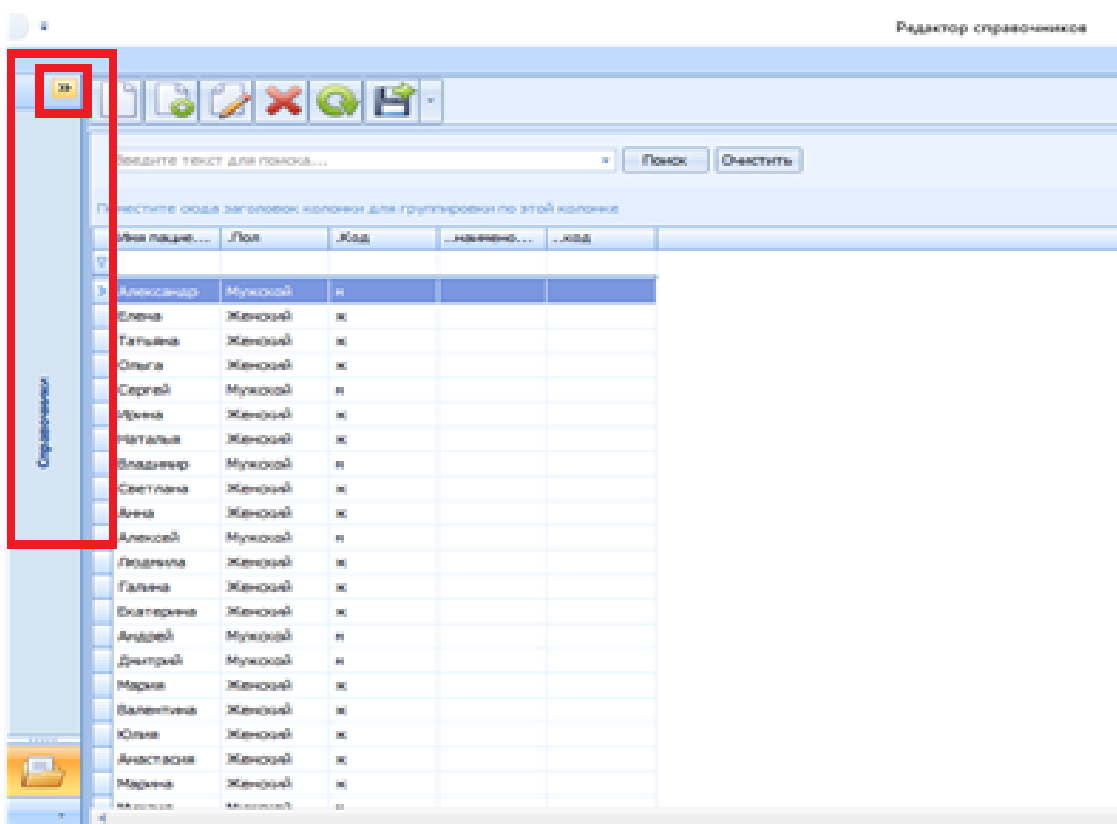 Редактор справочников
Введите текст для поиска...
Поиск
Очистить
Поместите сюда заголовок колонки для группировки по этой колонке
Имя пацие... .Пол .Код ...наимено... ...код
Александр Мужской м
Елена Женский ж
Татьяна Женский ж
Ольга Женский ж
Сергей Мужской м
Ирина Женский ж
Наталья Женский ж
Владимир Мужской м
Светлана Женский ж
Анна Женский ж
Алексей Мужской м
Людмила Женский ж
Галина Женский ж
Екатерина Женский ж
Андрей Мужской м
Дмитрий Мужской м
Мария Женский ж
Валентина Женский ж
Юлия Женский ж
Анастасия Женский ж
Марина Женский ж
Мужской м
Справочники